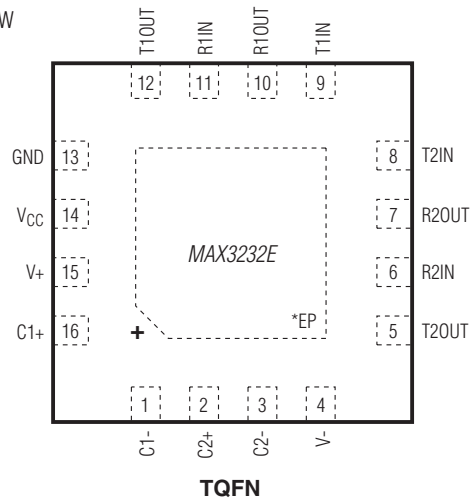 W
T1OUT R1IN R1OUT T1IN
12 11 10 9
GND 13 8 T2IN
VCC 14 7 R2OUT
V+ 15 6 R2IN
C1+ 16 5 T2OUT
MAX3232E
*EP
+
1 2 3 4
C1- C2+ C2- V-
TQFN